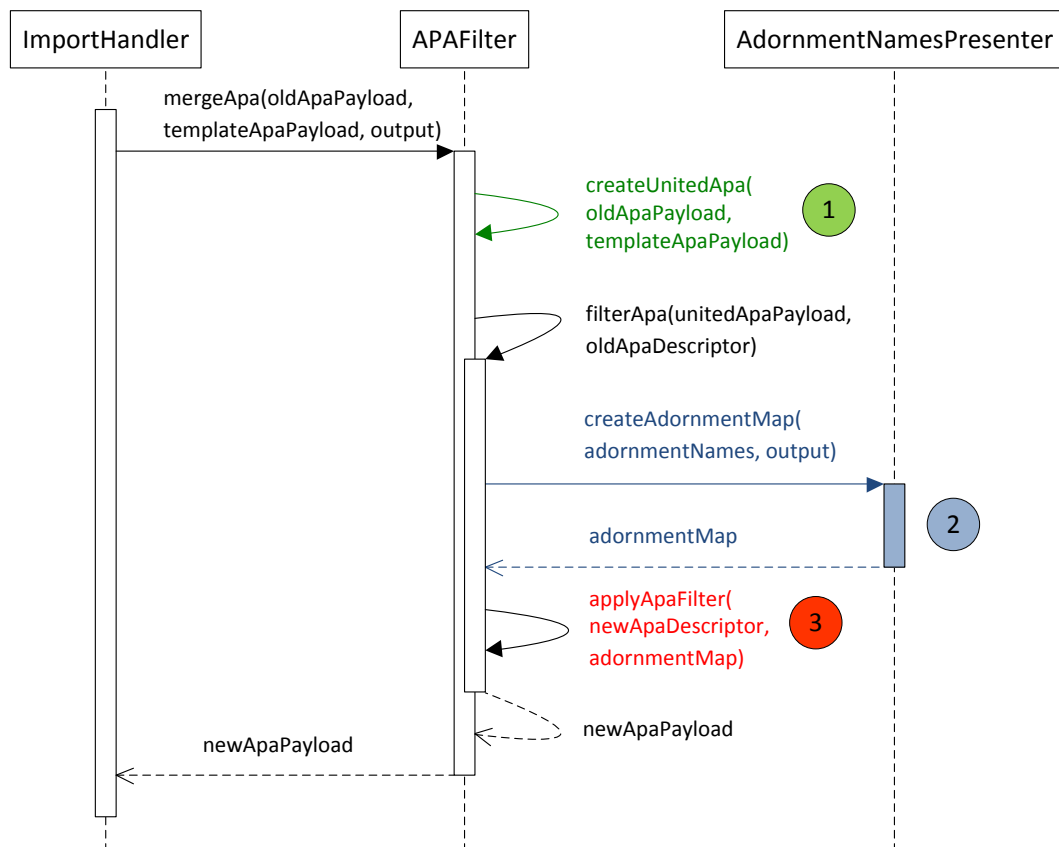 ImportHandler
APAFilter
AdornmentNamesPresenter
mergeApa(oldApaPayload,
templateApaPayload, output)
createUnitedApa(
oldApaPayload,
templateApaPayload)
1
filterApa(unitedApaPayload,
oldApaDescriptor)
createAdornmentMap(
adornmentNames, output)
2
adornmentMap
applyApaFilter(
newApaDescriptor,
adornmentMap)
3
newApaPayload
newApaPayload